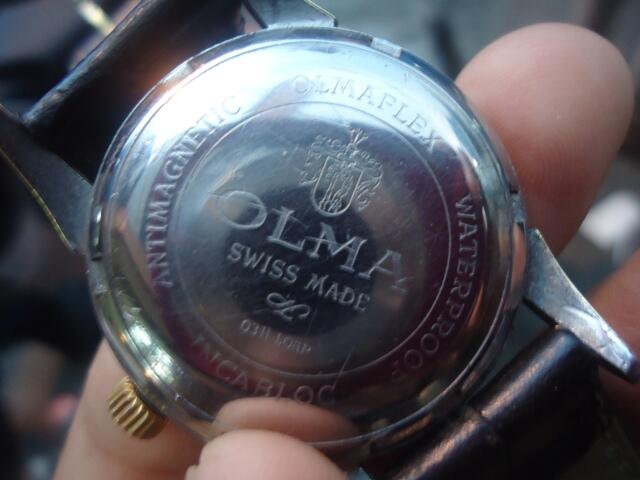 OLMAFLEX
WATERPROOF
INCABLOC
ANTIMAGNETIC
OLMA
SWISS MADE